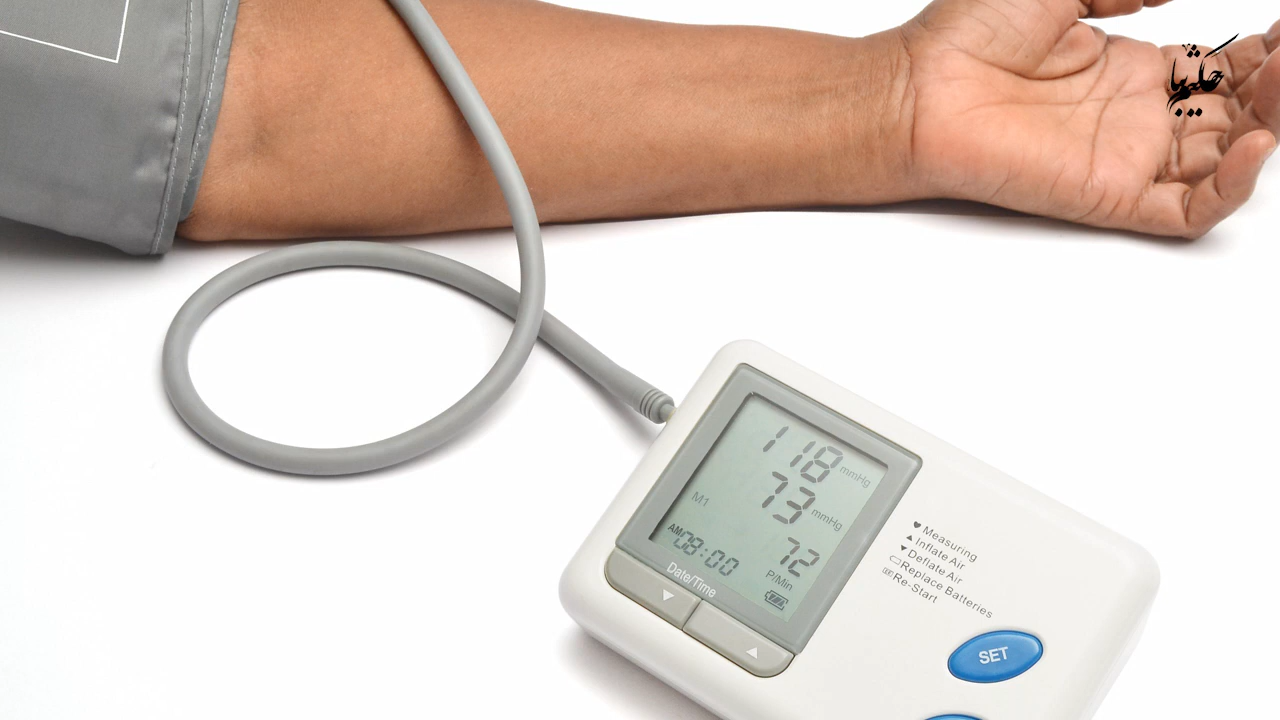 118 mmHg
73 mmHg
M1
72
P/Min
AM 08:00
Date/Time
Measuring
Inflate Air
Deflate Air
Replace Batteries
Re-Start
SET